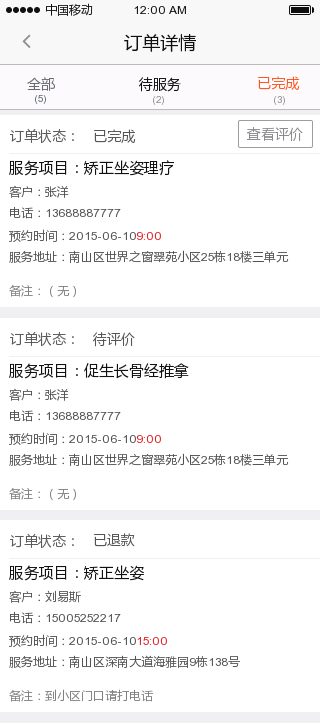 中国移动 12:00 AM
订单详情
全部 待服务 已完成
(5) (2) (3)
订单状态： 已完成 查看评价
服务项目：矫正坐姿理疗
客户：张洋
电话：13688887777
预约时间：2015-06-109:00
服务地址：南山区世界之窗翠苑小区25栋18楼三单元
备注：（无）
订单状态： 待评价
服务项目：促生长骨经推拿
客户：张洋
电话：13688887777
预约时间：2015-06-109:00
服务地址：南山区世界之窗翠苑小区25栋18楼三单元
备注：（无）
订单状态： 已退款
服务项目：矫正坐姿
客户：刘易斯
电话：15005252217
预约时间：2015-06-1015:00
服务地址：南山区深南大道海雅园9栋138号
备注：到小区门口请打电话